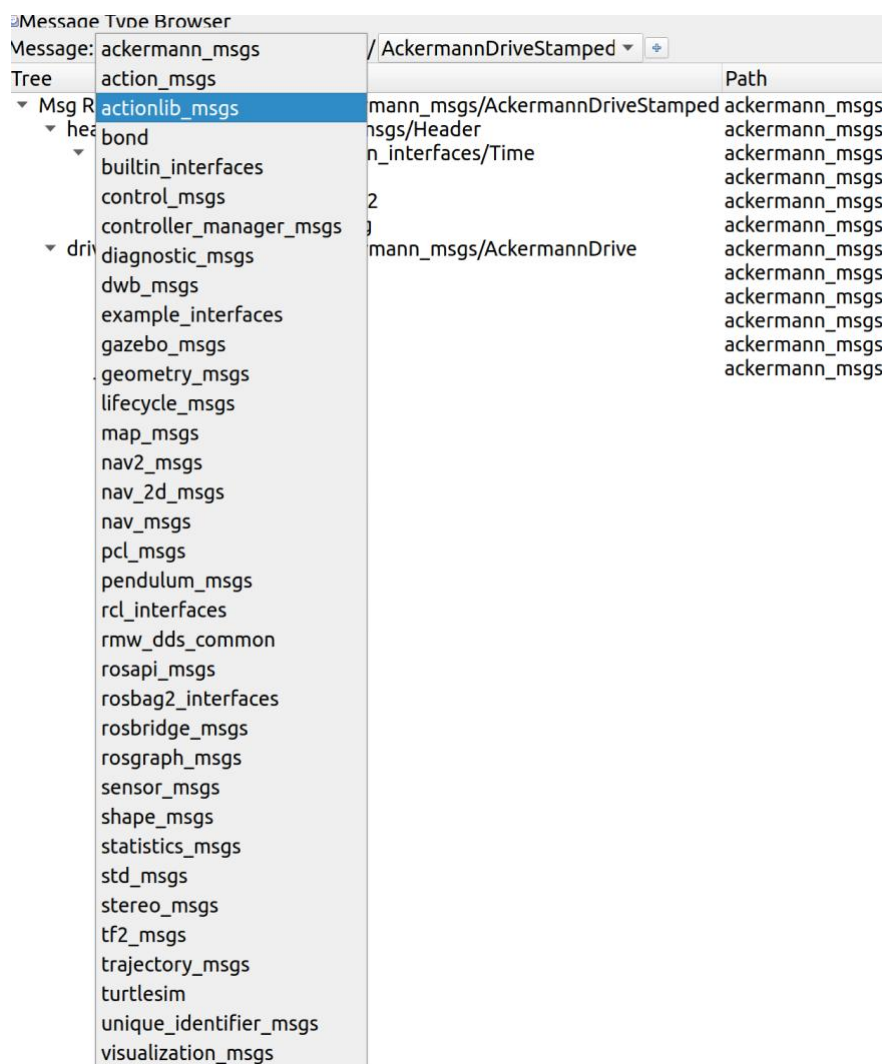 Message Type Browser
Message: ackermann_msgs / AckermannDriveStamped
action_msgs
Tree Path
Msg R actionlib_msgs mann_msgs/AckermannDriveStamped ackermann_msgs
hea nsgs/Header ackermann_msgs
bond
n_interfaces/Time ackermann_msgs
builtin_interfaces
ackermann_msgs
control_msgs 2 ackermann_msgs
controller_manager_msgs g ackermann_msgs
driv diagnostic_msgs mann_msgs/AckermannDrive ackermann_msgs
ackermann_msgs
dwb_msgs
ackermann_msgs
example_interfaces ackermann_msgs
gazebo_msgs ackermann_msgs
geometry_msgs ackermann_msgs
lifecycle_msgs
map_msgs
nav2_msgs
nav_2d_msgs
nav_msgs
pcl_msgs
pendulum_msgs
rcl_interfaces
rmw_dds_common
rosapi_msgs
rosbag2_interfaces
rosbridge_msgs
rosgraph_msgs
sensor_msgs
shape_msgs
statistics_msgs
std_msgs
stereo_msgs
tf2_msgs
trajectory_msgs
turtlesim
unique_identifier_msgs
visualization_msgs